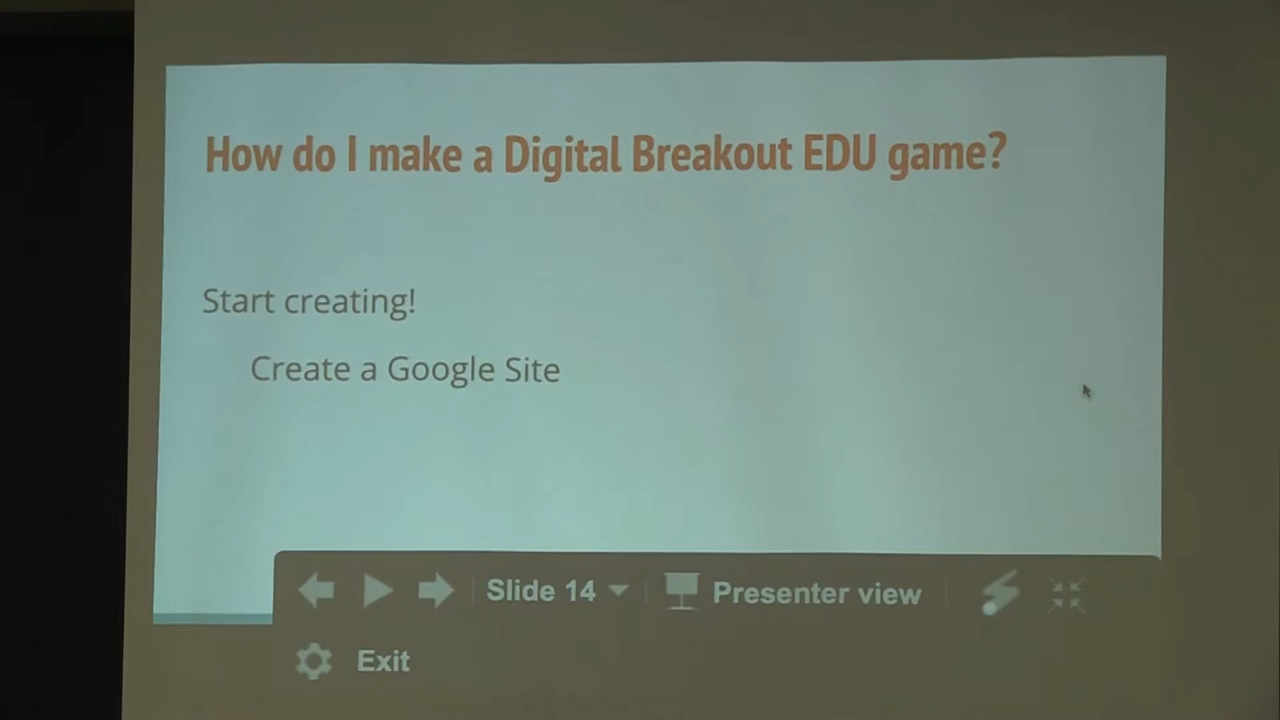 How do I make a Digital Breakout EDU game?
Start creating!
Create a Google Site
Slide 14
Presenter view
Exit